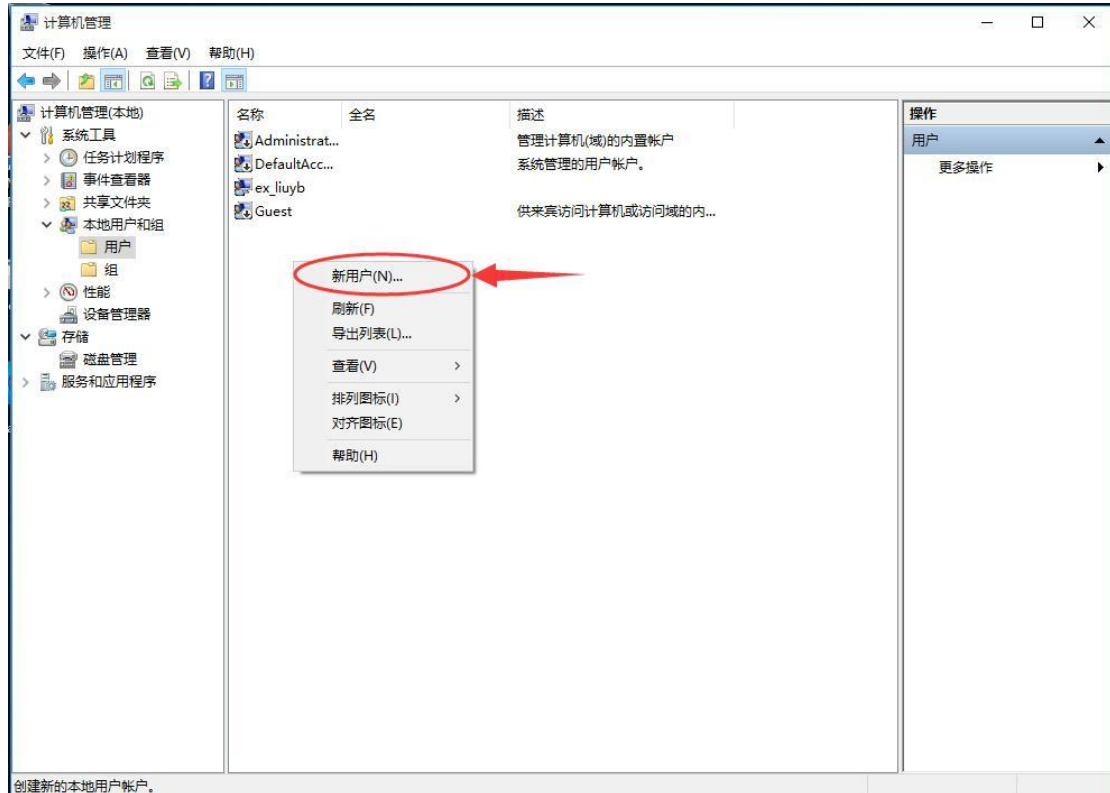 计算机管理
文件(F) 操作(A) 查看(V) 帮助(H)
计算机管理(本地)
系统工具
任务计划程序
事件查看器
共享文件夹
本地用户和组
用户
组
性能
设备管理器
存储
磁盘管理
服务和应用程序
名称 全名 描述
Administrat... 管理计算机(域)的内置帐户
DefaultAcc... 系统管理的用户帐户。
ex_liuyb
Guest 供来宾访问计算机或访问域的内...
新用户(N)...
刷新(F)
导出列表(L)...
查看(V)
排列图标(I)
对齐图标(E)
帮助(H)
操作
用户
更多操作
创建新的本地用户帐户。